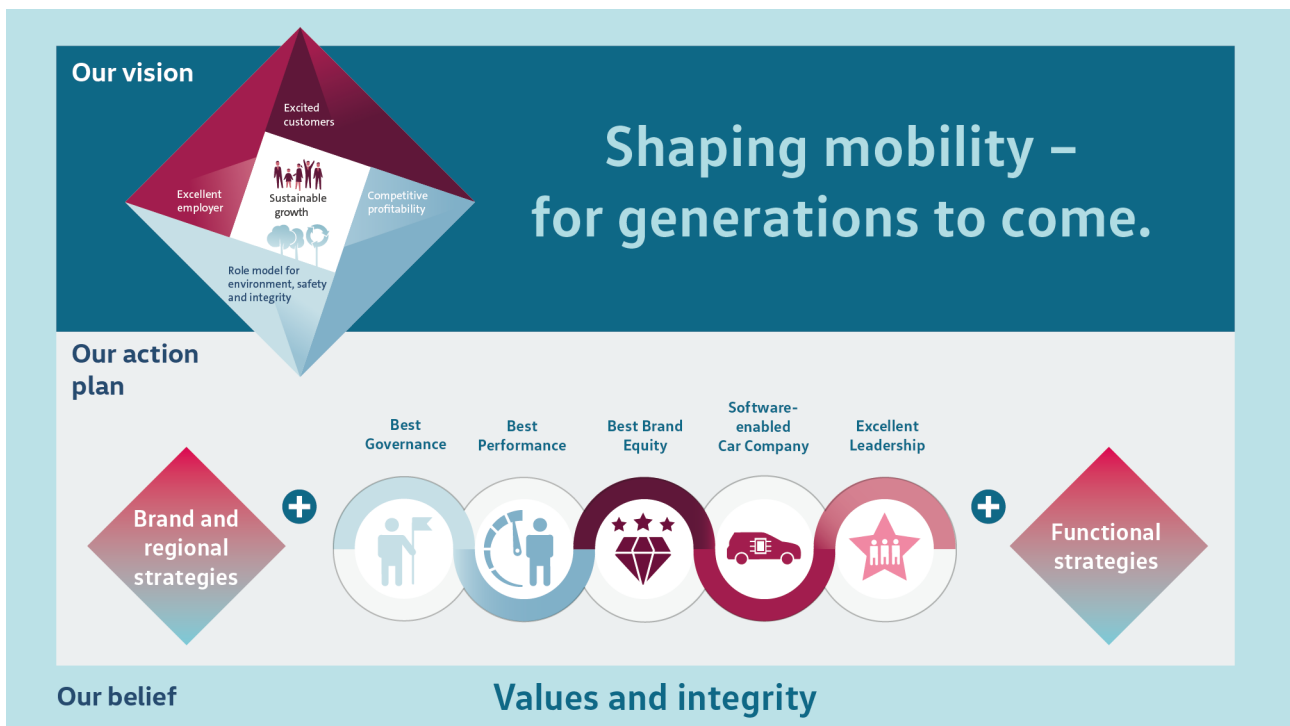 Our vision
Excited
customers
Excellent
employer
Sustainable
growth
Competitive
profitability
Role model for
environment, safety
and integrity
Shaping mobility –
for generations to come.
Our action
plan
Brand and
regional
strategies
Best
Governance
Best
Performance
Best Brand
Equity
Software-
enabled
Car Company
Excellent
Leadership
Functional
strategies
Our belief
Values and integrity